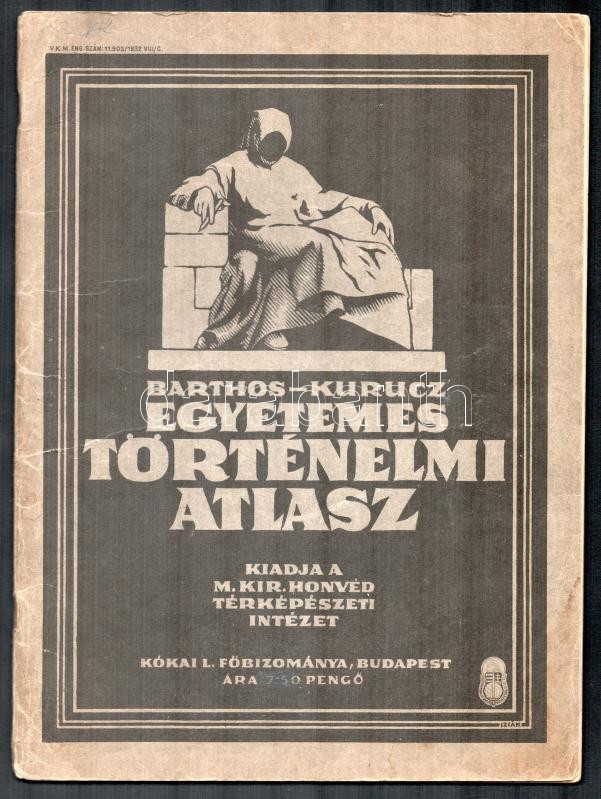 V.K.M. ENG. SZÁM: 11.903/1932 VIII/C.
BARTHOS–KURUCZ
EGYETEMES
TÖRTÉNELMI
ATLASZ
KIADJA A
M. KIR. HONVÉD
TÉRKÉPÉSZETI
INTÉZET
KÓKAI L. FŐBIZOMÁNYA, BUDAPEST
ÁRA 7·50 PENGŐ
darabanth